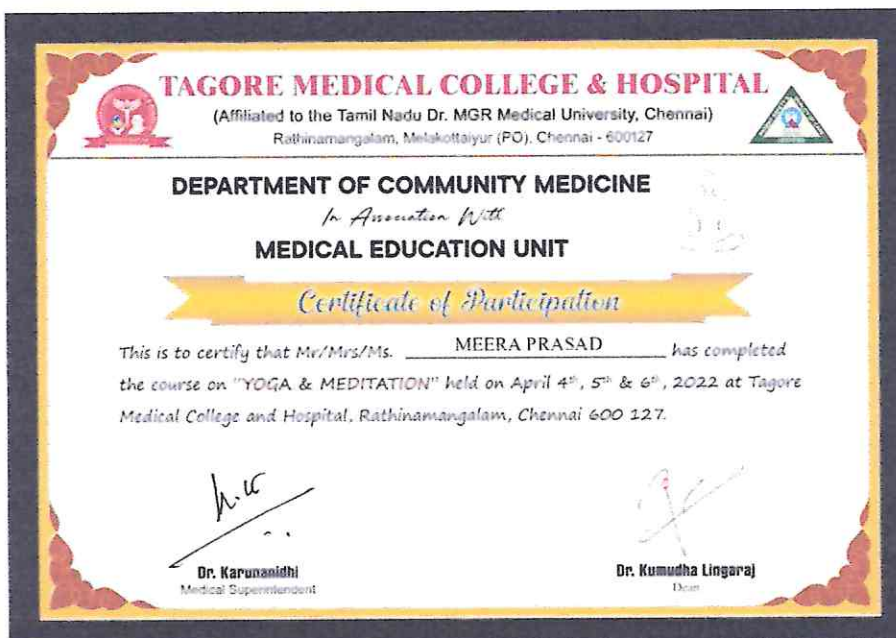 TAGORE MEDICAL COLLEGE & HOSPITAL
(Affiliated to the Tamil Nadu Dr. MGR Medical University, Chennai)
Rathinamangalam, Melakottaiyur (PO), Chennai - 600127
DEPARTMENT OF COMMUNITY MEDICINE
In Association With
MEDICAL EDUCATION UNIT
Certificate of Participation
This is to certify that Mr/Mrs/Ms. MEERA PRASAD has completed
the course on "YOGA & MEDITATION" held on April 4th, 5th & 6th, 2022 at Tagore
Medical College and Hospital, Rathinamangalam, Chennai 600 127.
Dr. Karunanidhi
Medical Superintendent
Dr. Kumudha Lingaraj
Dean